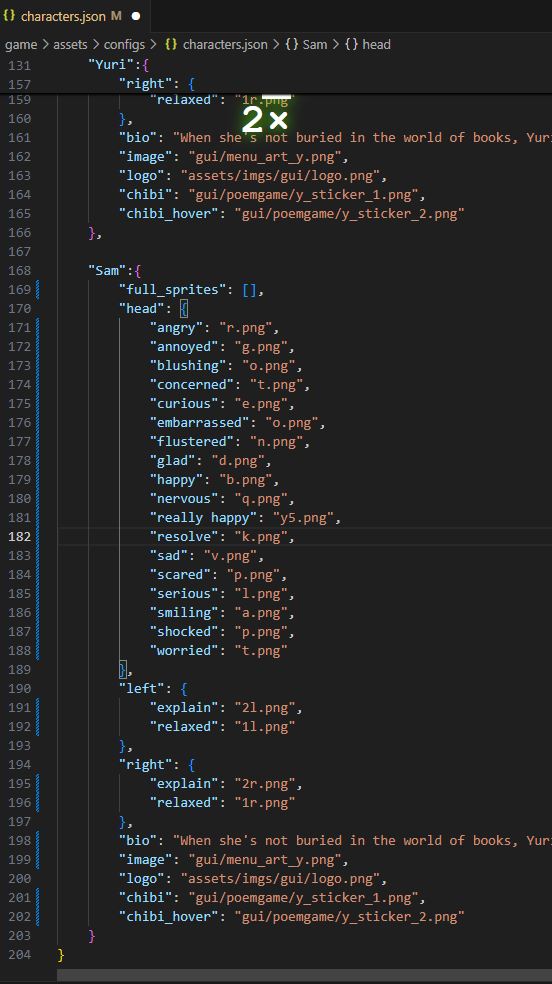 characters.json M
game > assets > configs > {} characters.json > {} Sam > {} head
131 "Yuri":{
157 "right": {
159 "relaxed": "1r.png"
2×
160 },
161 "bio": "When she's not buried in the world of books, Yuri
162 "image": "gui/menu_art_y.png",
163 "logo": "assets/imgs/gui/logo.png",
164 "chibi": "gui/poemgame/y_sticker_1.png",
165 "chibi_hover": "gui/poemgame/y_sticker_2.png"
166 },
167
168 "Sam":{
169 "full_sprites": [],
170 "head": {
171 "angry": "r.png",
172 "annoyed": "g.png",
173 "blushing": "o.png",
174 "concerned": "t.png",
175 "curious": "e.png",
176 "embarrassed": "o.png",
177 "flustered": "n.png",
178 "glad": "d.png",
179 "happy": "b.png",
180 "nervous": "q.png",
181 "really happy": "y5.png",
182 "resolve": "k.png",
183 "sad": "v.png",
184 "scared": "p.png",
185 "serious": "l.png",
186 "smiling": "a.png",
187 "shocked": "p.png",
188 "worried": "t.png"
189 },
190 "left": {
191 "explain": "2l.png",
192 "relaxed": "1l.png"
193 },
194 "right": {
195 "explain": "2r.png",
196 "relaxed": "1r.png"
197 },
198 "bio": "When she's not buried in the world of books, Yuri
199 "image": "gui/menu_art_y.png",
200 "logo": "assets/imgs/gui/logo.png",
201 "chibi": "gui/poemgame/y_sticker_1.png",
202 "chibi_hover": "gui/poemgame/y_sticker_2.png"
203 }
204 }